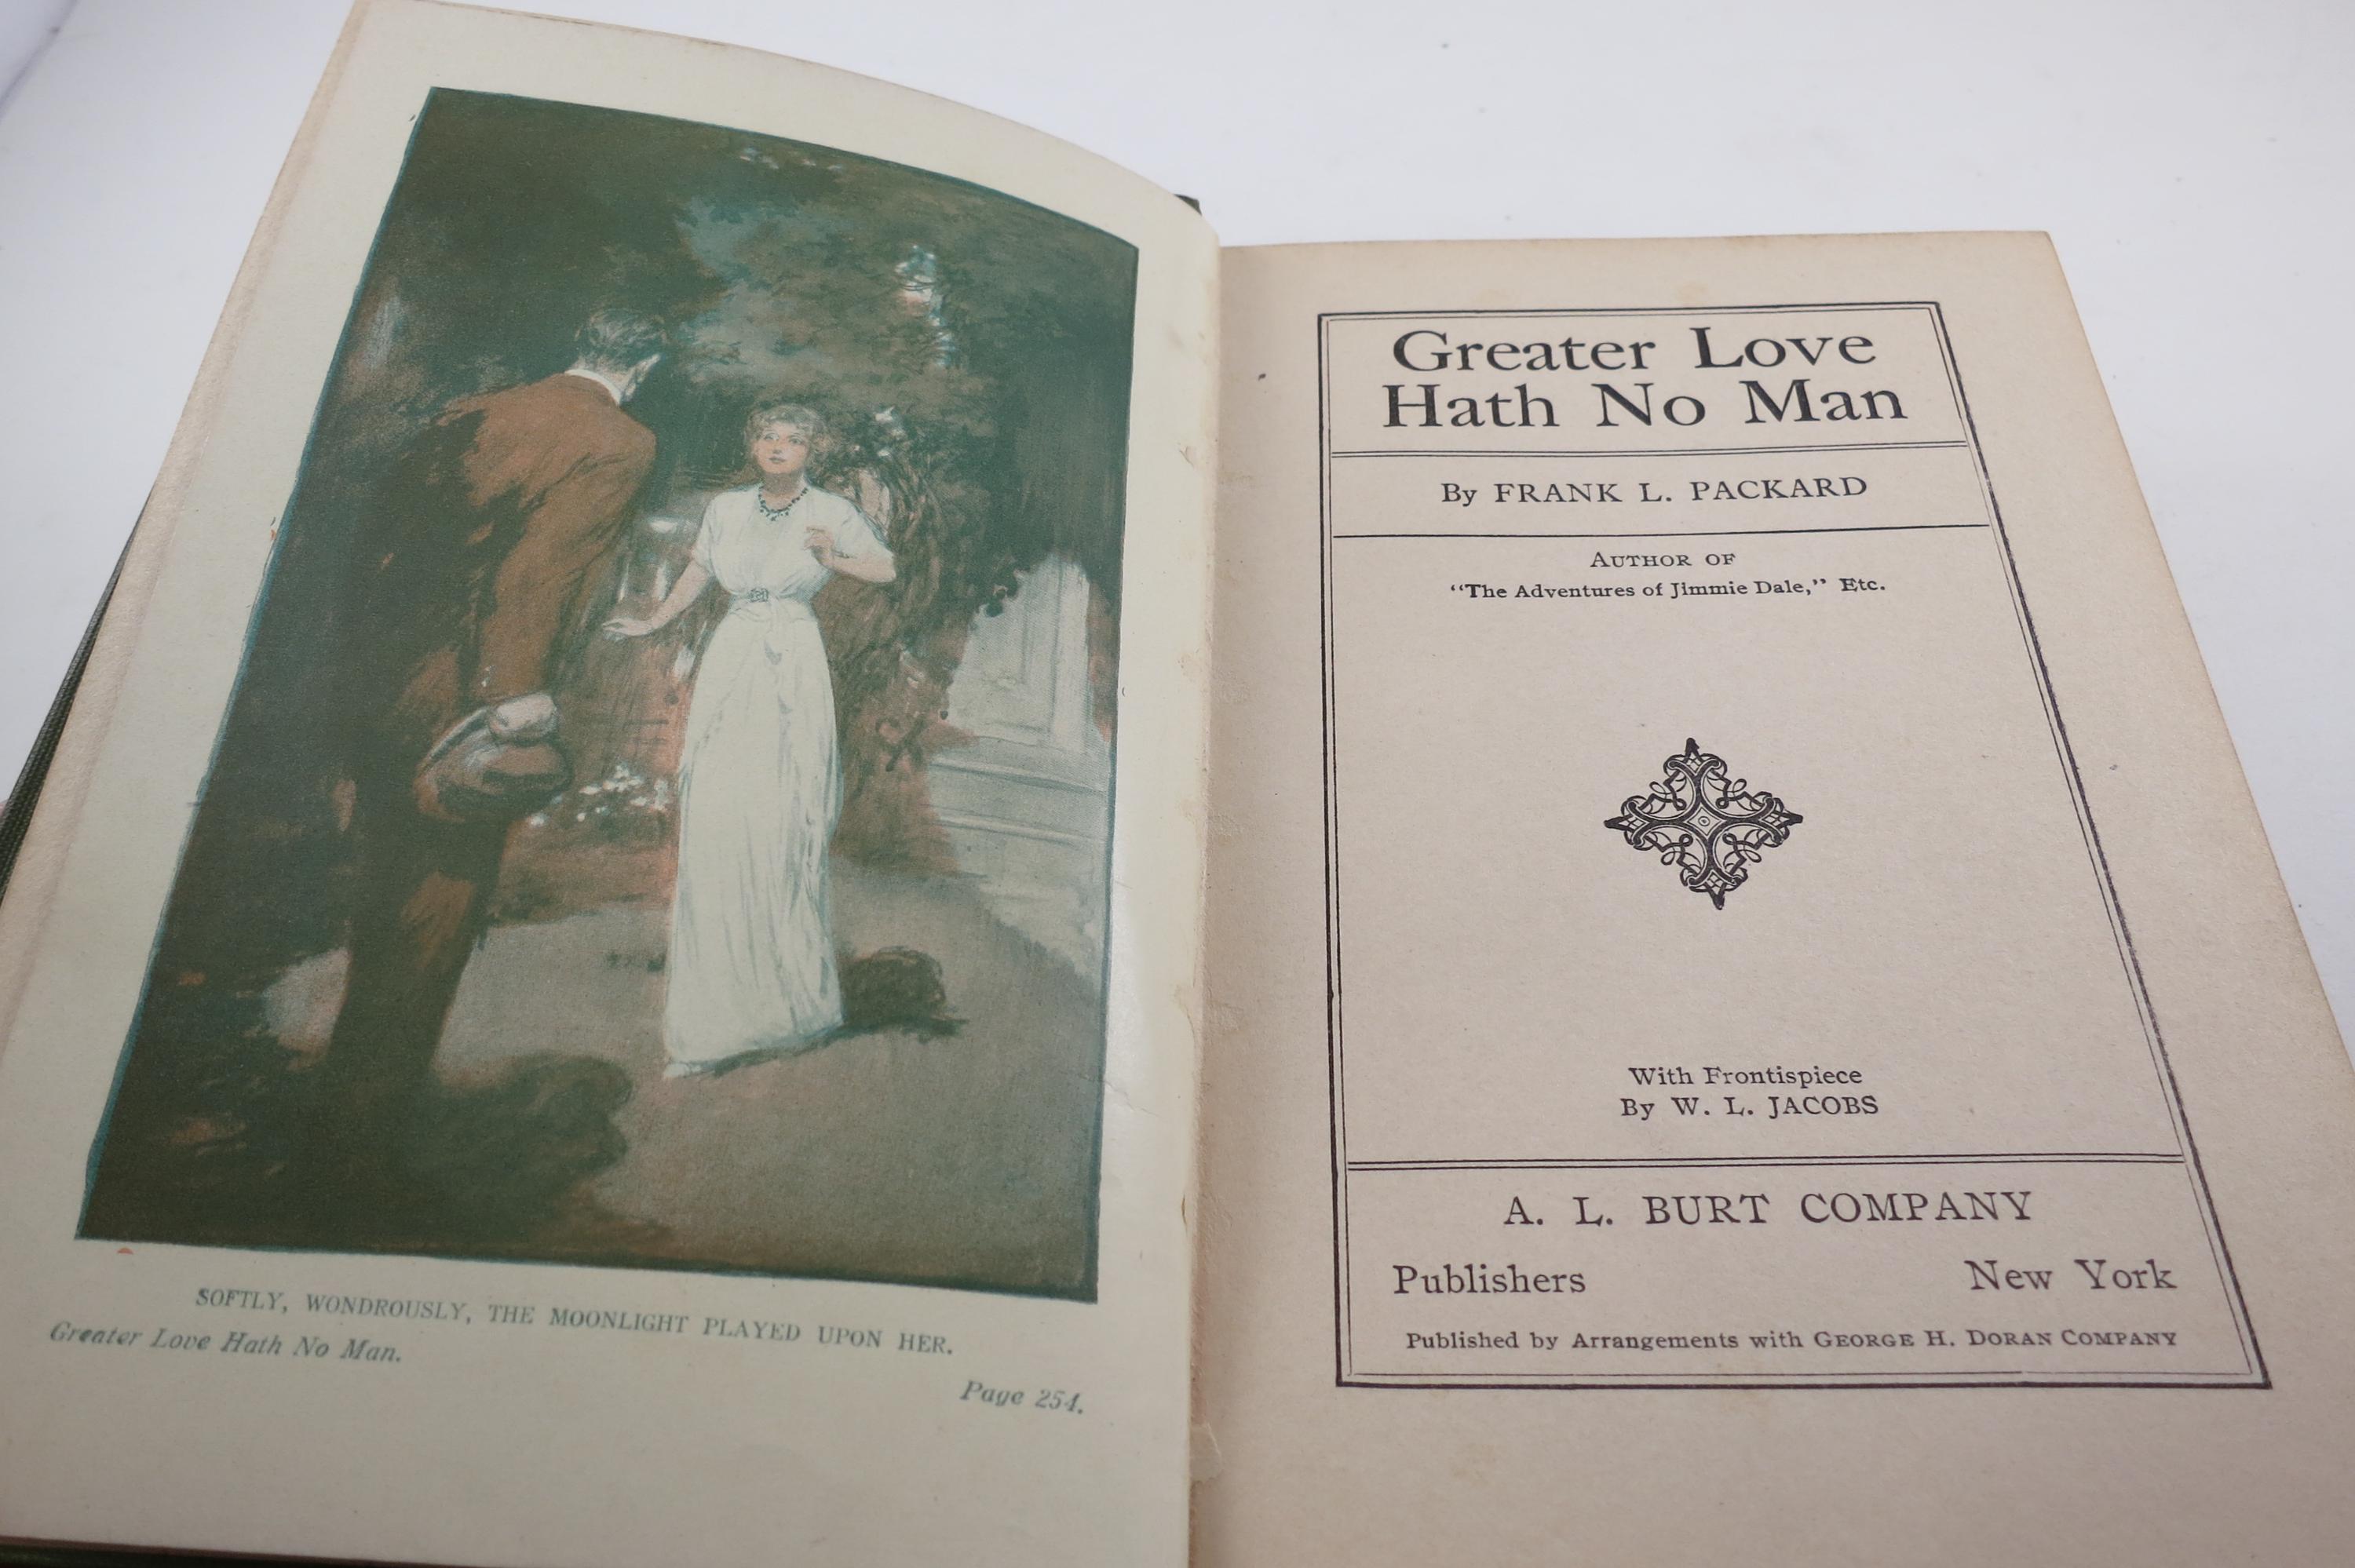 SOFTLY, WONDROUSLY, THE MOONLIGHT PLAYED UPON HER.
Greater Love Hath No Man.
Page 254.
Greater Love
Hath No Man
By FRANK L. PACKARD
AUTHOR OF
“The Adventures of Jimmie Dale,” Etc.
With Frontispiece
By W. L. JACOBS
A. L. BURT COMPANY
Publishers New York
Published by Arrangements with GEORGE H. DORAN COMPANY